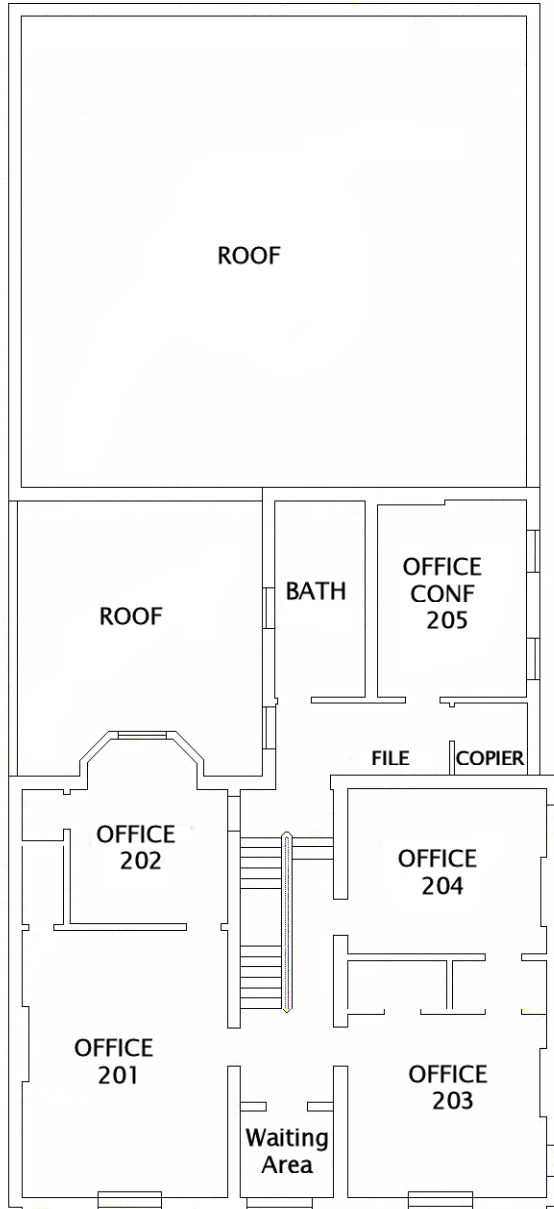 ROOF
ROOF
BATH
OFFICE
CONF
205
FILE
COPIER
OFFICE
202
OFFICE
204
OFFICE
201
OFFICE
203
Waiting
Area